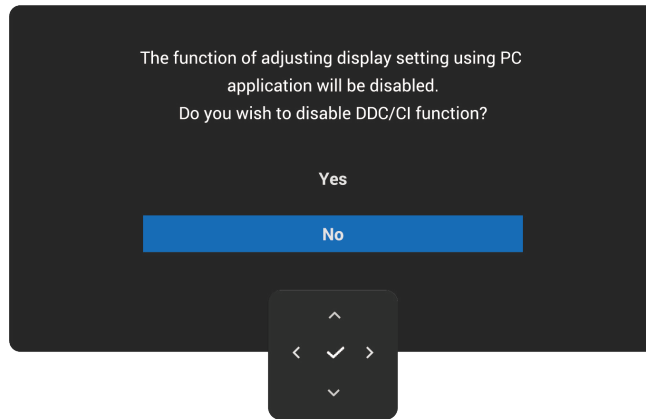 The function of adjusting display setting using PC
application will be disabled.
Do you wish to disable DDC/CI function?
Yes
No